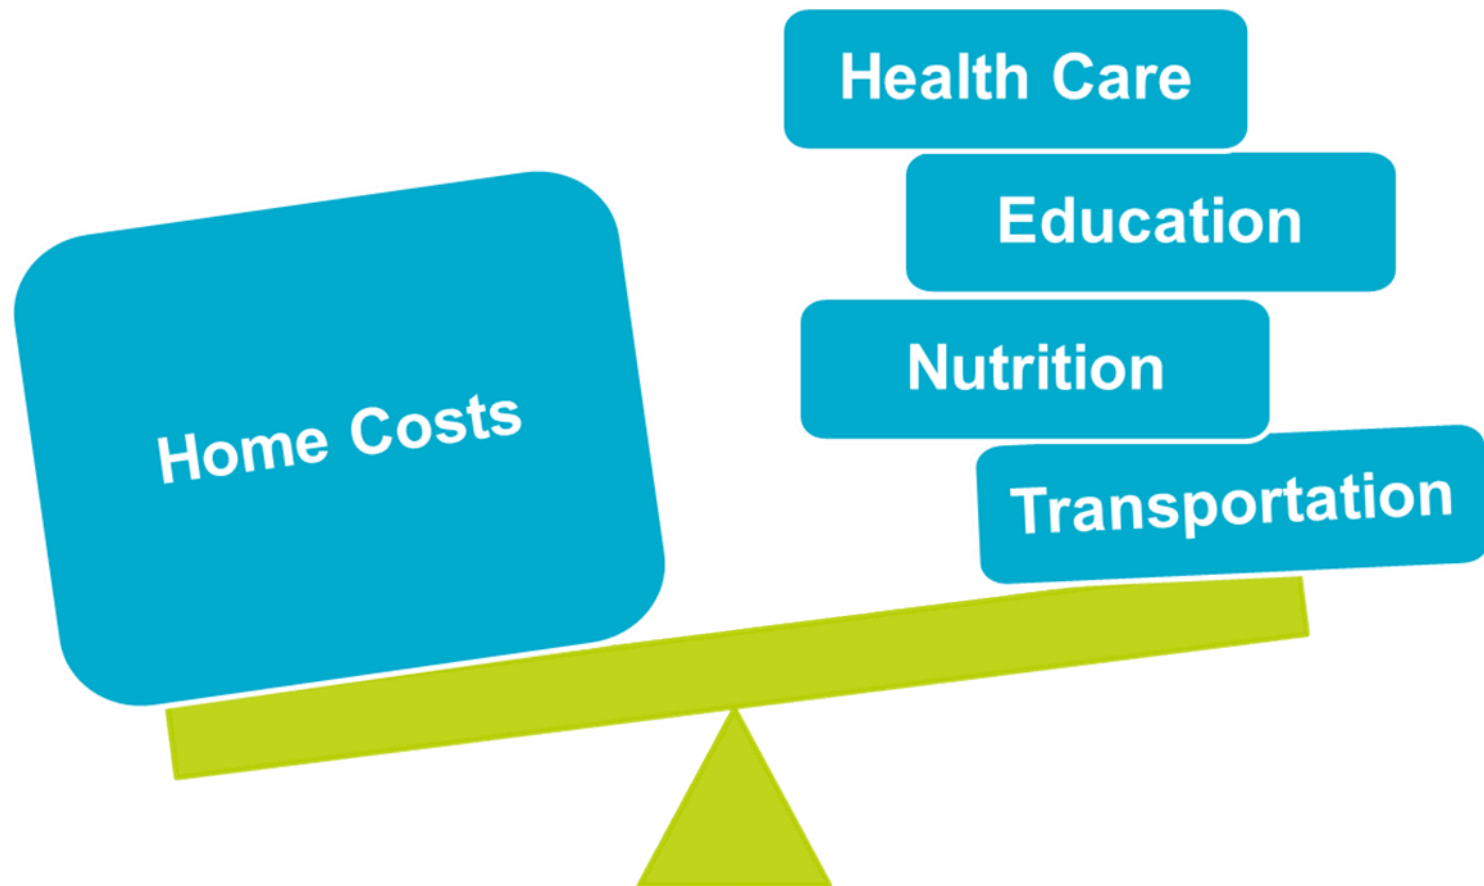 Health Care
Education
Nutrition
Home Costs
Transportation